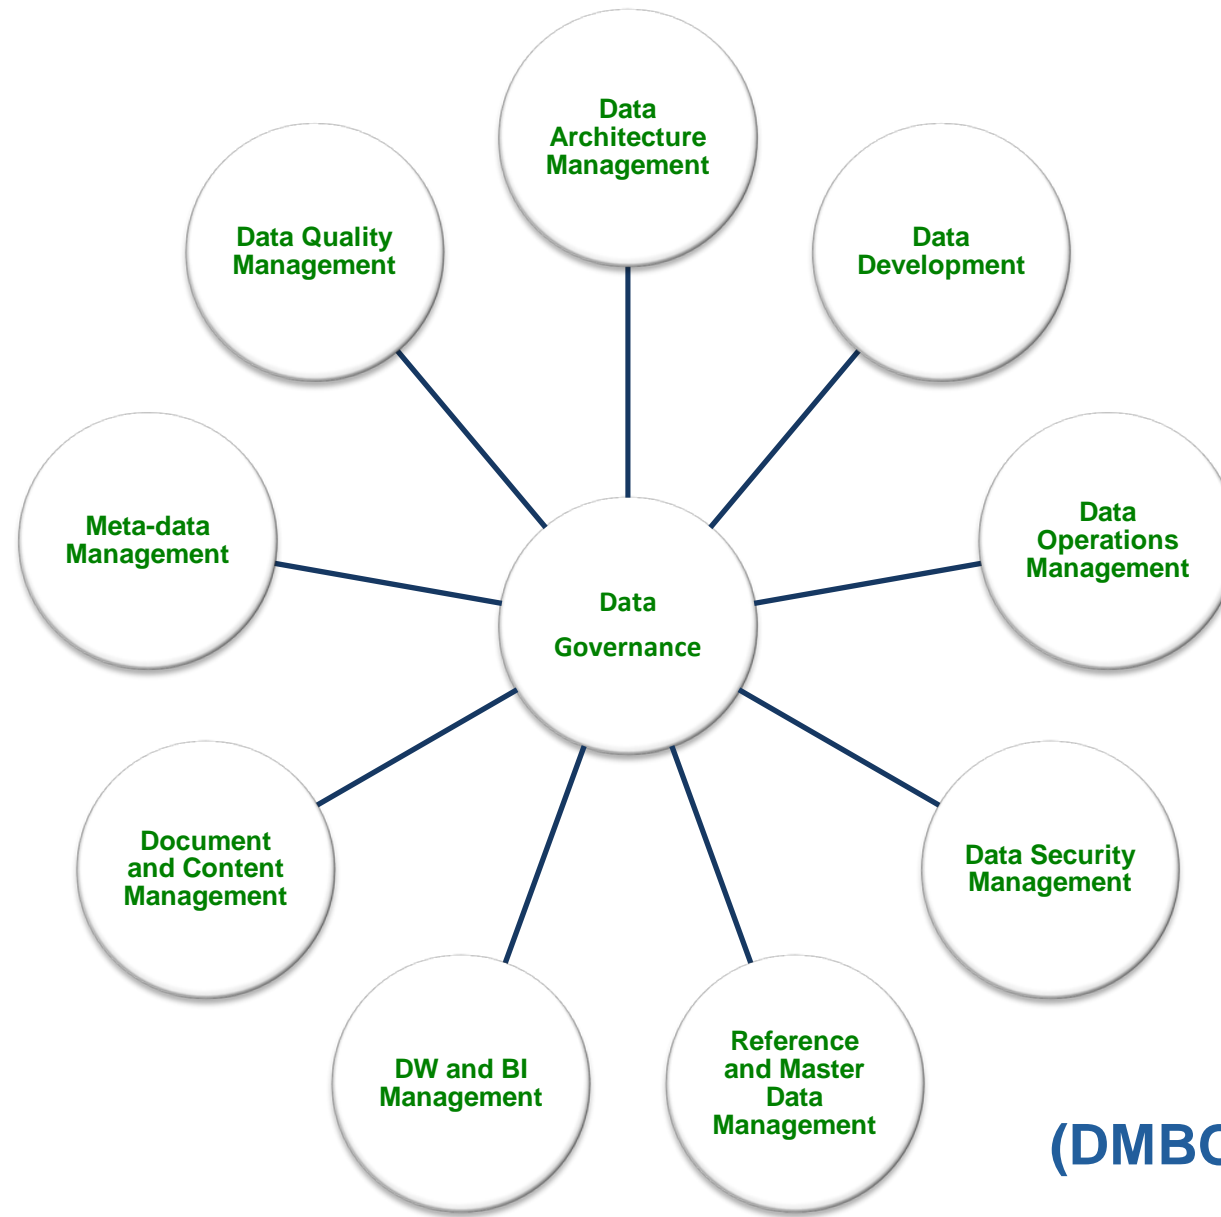 Data
Architecture
Management
Data Quality
Management
Data
Development
Meta-data
Management
Data
Operations
Management
Data
Governance
Document
and Content
Management
Data Security
Management
DW and BI
Management
Reference
and Master
Data
Management
(DMBO